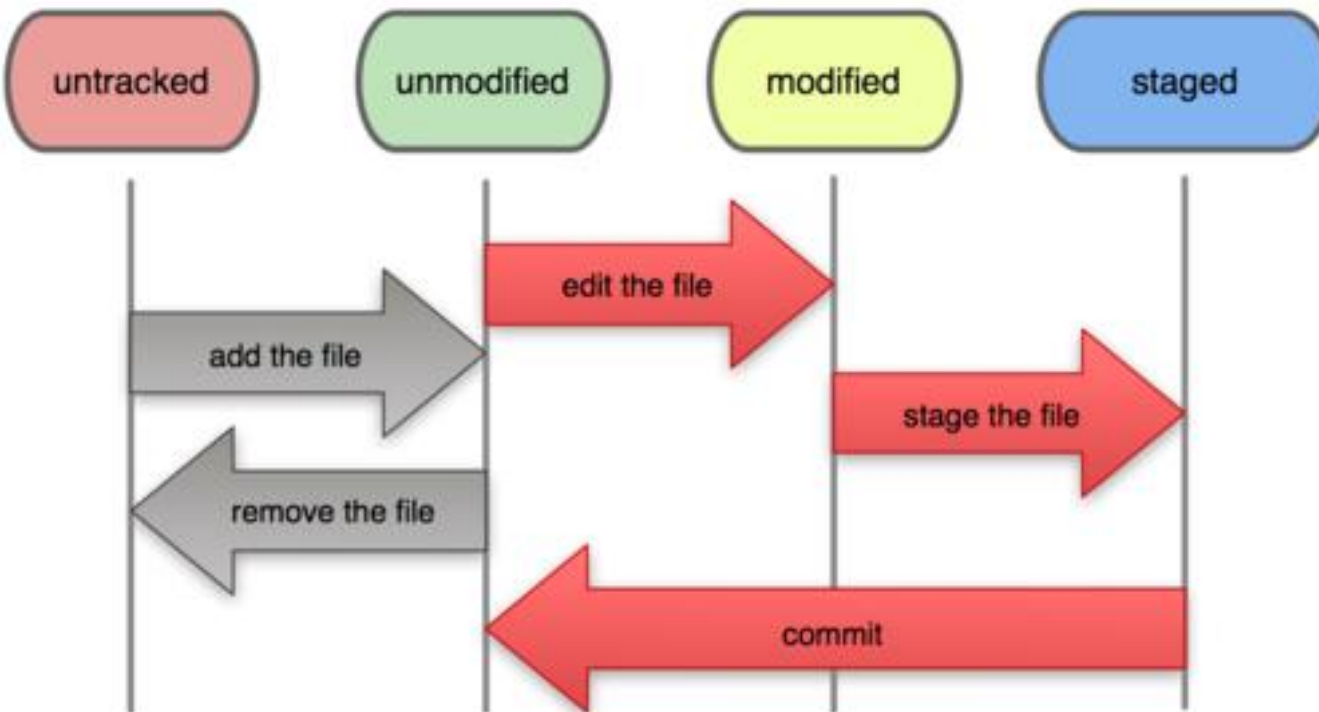 untracked
unmodified
modified
staged
edit the file
add the file
stage the file
remove the file
commit